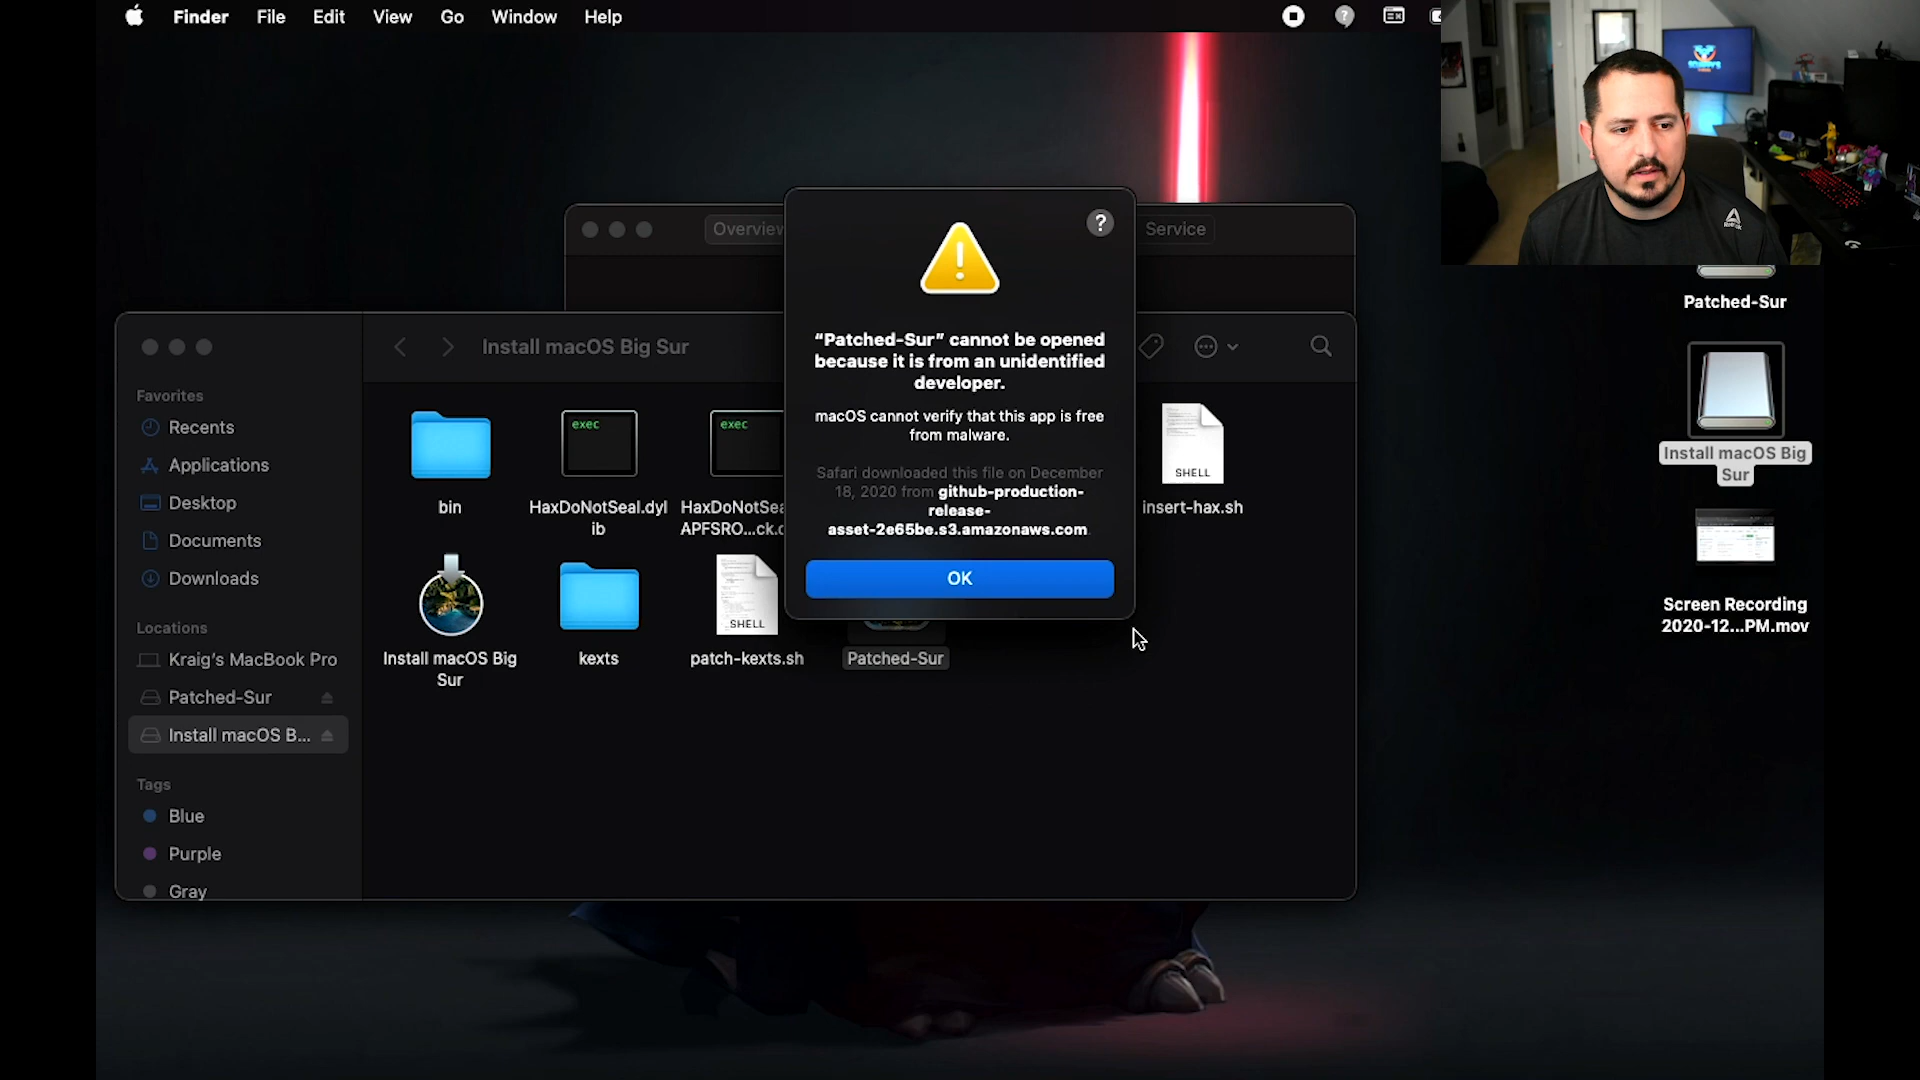 Finder File Edit View Go Window Help
Overview
Service
?
"Patched-Sur" cannot be opened
because it is from an unidentified
developer.
macOS cannot verify that this app is free
from malware.
Safari downloaded this file on December
18, 2020 from github-production-
release-
asset-2e65be.s3.amazonaws.com
OK
Install macOS Big Sur
Favorites
Recents
Applications
Desktop
Documents
Downloads
Locations
Kraig's MacBook Pro
Patched-Sur
Install macOS B...
Tags
Blue
Purple
Gray
exec
exec
SHELL
bin
HaxDoNotSeal.dyl
ib
HaxDoNotSea
APFSRO...ck.d
insert-hax.sh
SHELL
Install macOS Big
Sur
kexts
patch-kexts.sh
Patched-Sur
Patched-Sur
Install macOS Big
Sur
Screen Recording
2020-12...PM.mov